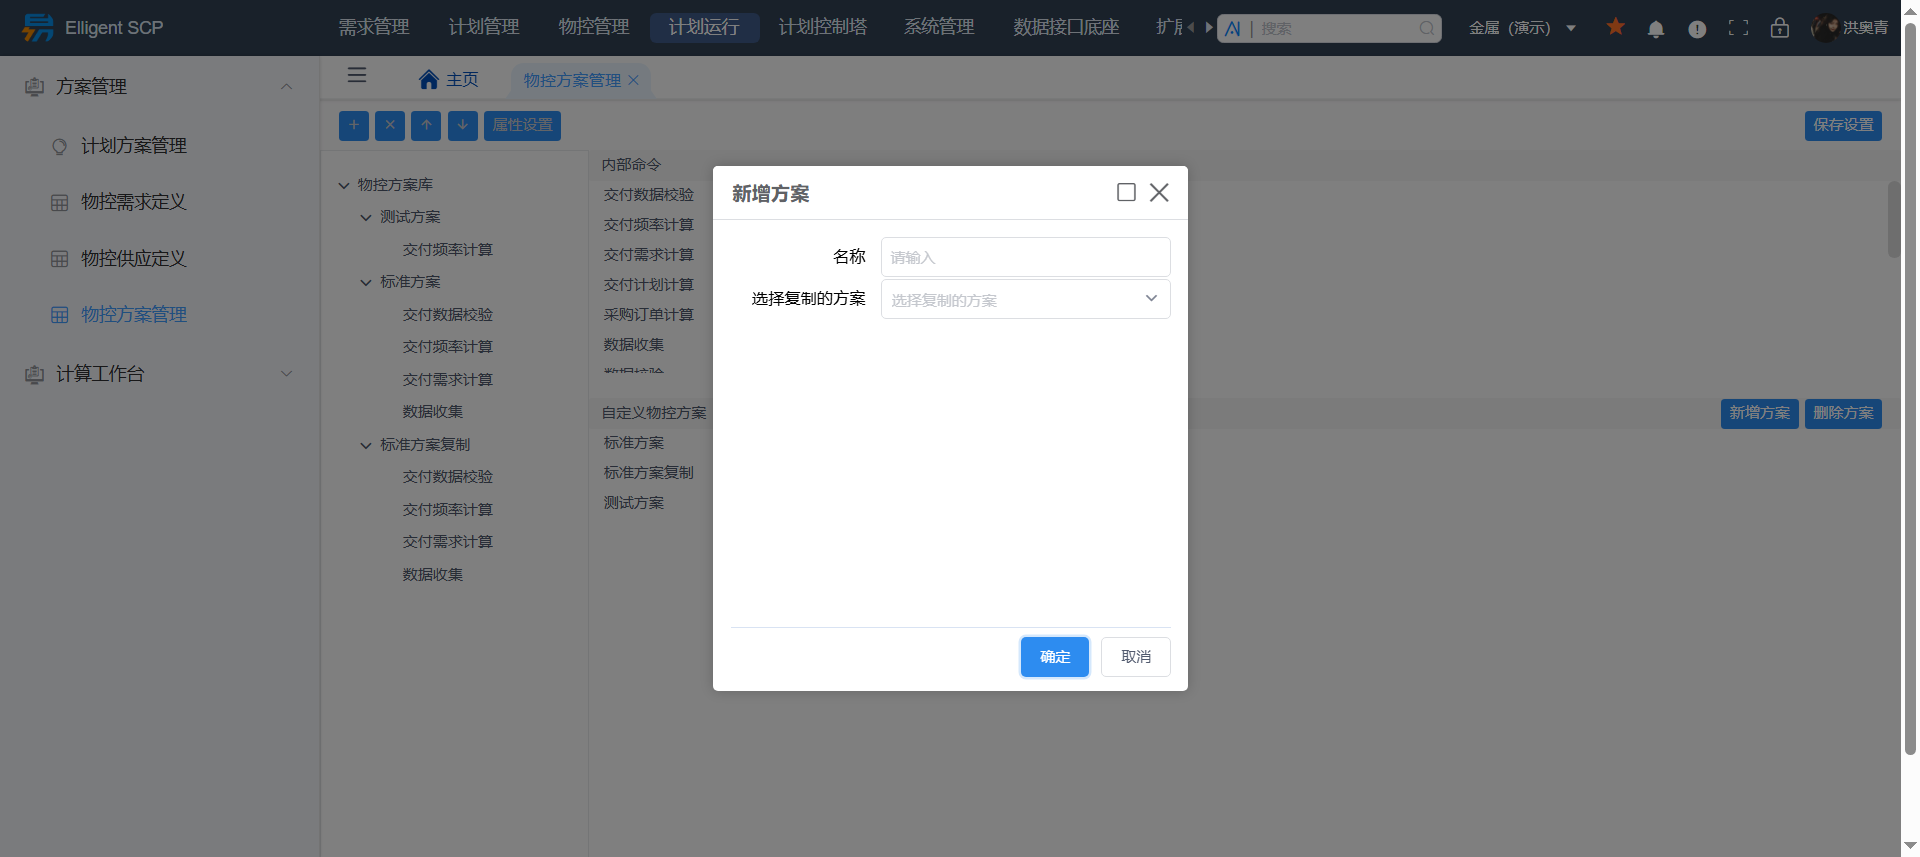 Elligent SCP
需求管理
计划管理
物控管理
计划运行
计划控制塔
系统管理
数据接口底座
搜索
金属（演示）
洪奥青
方案管理
计划方案管理
物控需求定义
物控供应定义
物控方案管理
计算工作台
主页
物控方案管理
属性设置
保存设置
物控方案库
测试方案
交付频率计算
标准方案
交付数据校验
交付频率计算
交付需求计算
数据收集
标准方案复制
交付数据校验
交付频率计算
交付需求计算
数据收集
内部命令
交付数据校验
交付频率计算
交付需求计算
交付计划计算
采购订单计算
数据收集
数据校验
自定义物控方案
新增方案
删除方案
标准方案
标准方案复制
测试方案
新增方案
名称
请输入
选择复制的方案
选择复制的方案
确定
取消